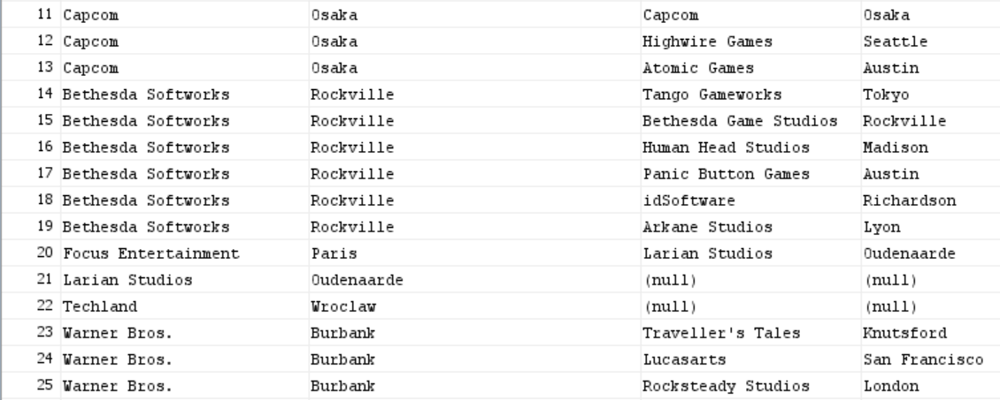 11 Capcom Osaka Capcom Osaka
12 Capcom Osaka Highwire Games Seattle
13 Capcom Osaka Atomic Games Austin
14 Bethesda Softworks Rockville Tango Gameworks Tokyo
15 Bethesda Softworks Rockville Bethesda Game Studios Rockville
16 Bethesda Softworks Rockville Human Head Studios Madison
17 Bethesda Softworks Rockville Panic Button Games Austin
18 Bethesda Softworks Rockville idSoftware Richardson
19 Bethesda Softworks Rockville Arkane Studios Lyon
20 Focus Entertainment Paris Larian Studios Oudenaarde
21 Larian Studios Oudenaarde (null) (null)
22 Techland Wroclaw (null) (null)
23 Warner Bros. Burbank Traveller's Tales Knutsford
24 Warner Bros. Burbank Lucasarts San Francisco
25 Warner Bros. Burbank Rocksteady Studios London